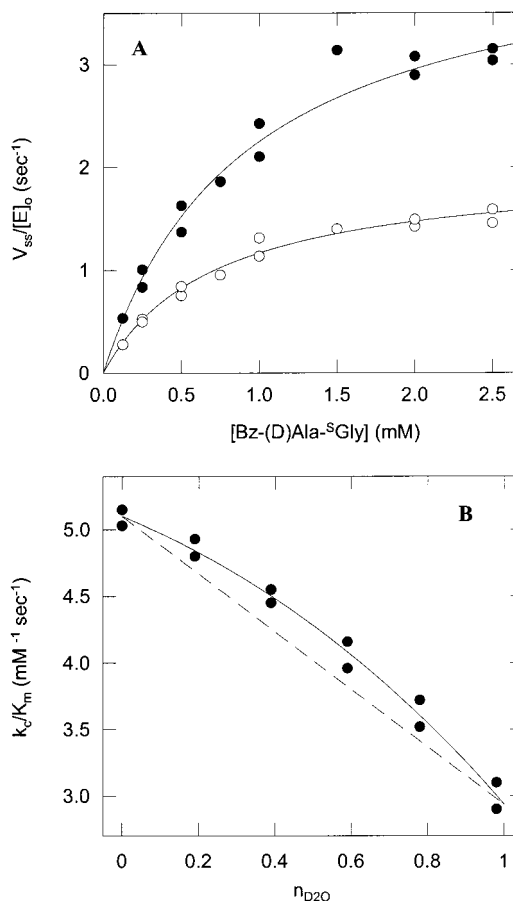 A
3
2
1
0
V_ss/[E]_o (sec⁻¹)
0.0 0.5 1.0 1.5 2.0 2.5
[Bz-(D)Ala-ˢGly] (mM)
B
5.0
4.5
4.0
3.5
3.0
k_c/K_m (mM⁻¹ sec⁻¹)
0 0.2 0.4 0.6 0.8 1
n_D2O